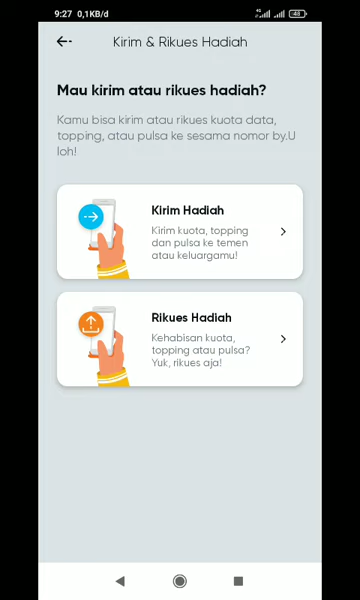 9:27 0,1KB/d 4G 48
Kirim & Rikues Hadiah
Mau kirim atau rikues hadiah?
Kamu bisa kirim atau rikues kuota data,
topping, atau pulsa ke sesama nomor by.U
loh!
Kirim Hadiah
Kirim kuota, topping
dan pulsa ke temen
atau keluargamu!
Rikues Hadiah
Kehabisan kuota,
topping atau pulsa?
Yuk, rikues aja!